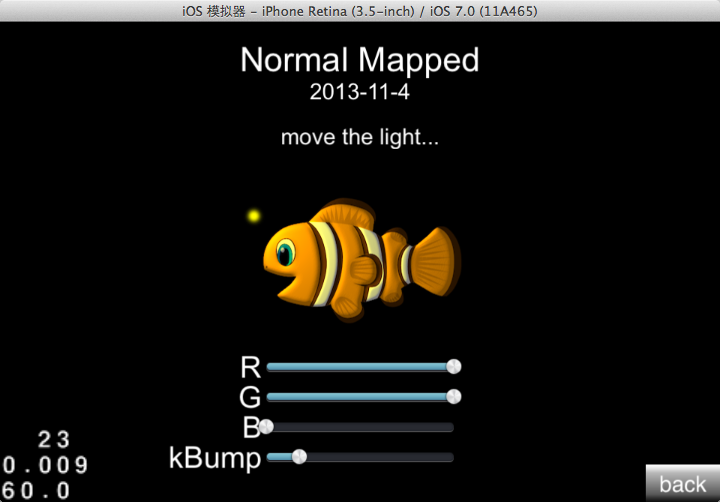 iOS 模拟器 - iPhone Retina (3.5-inch) / iOS 7.0 (11A465)
Normal Mapped
2013-11-4
move the light...
R
G
B
kBump
23
0.009
60.0
back